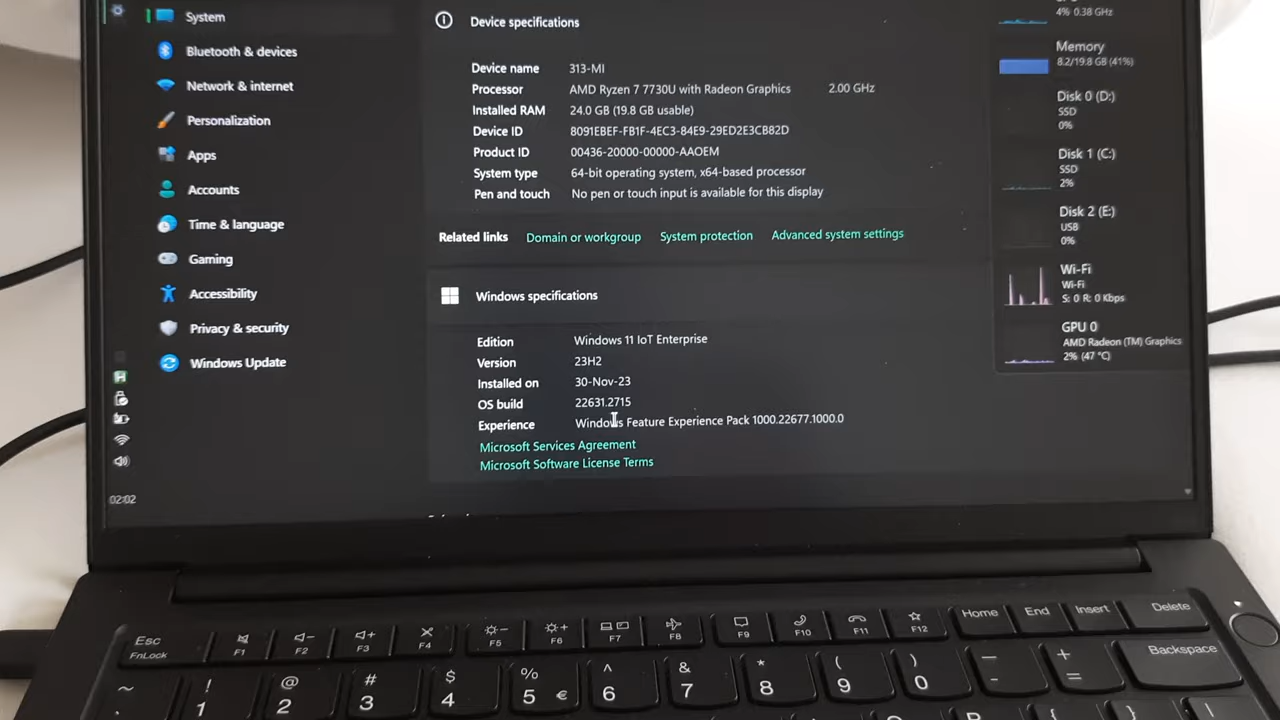 System
Bluetooth & devices
Network & internet
Personalization
Apps
Accounts
Time & language
Gaming
Accessibility
Privacy & security
Windows Update
02:02
Device specifications
Device name 313-MI
Processor AMD Ryzen 7 7730U with Radeon Graphics 2.00 GHz
Installed RAM 24.0 GB (19.8 GB usable)
Device ID 8091EBEF-FB1F-4EC3-84E9-29ED2E3CB82D
Product ID 00436-20000-00000-AAOEM
System type 64-bit operating system, x64-based processor
Pen and touch No pen or touch input is available for this display
Related links Domain or workgroup System protection Advanced system settings
Windows specifications
Edition Windows 11 IoT Enterprise
Version 23H2
Installed on 30-Nov-23
OS build 22631.2715
Experience Windows Feature Experience Pack 1000.22677.1000.0
Microsoft Services Agreement
Microsoft Software License Terms
4% 0.38 GHz
Memory
8.2/19.8 GB (41%)
Disk 0 (D:)
SSD
0%
Disk 1 (C:)
SSD
2%
Disk 2 (E:)
USB
0%
Wi-Fi
Wi-Fi
S: 0 R: 0 Kbps
GPU 0
AMD Radeon (TM) Graphics
2% (47 °C)
Esc F1 F2 F3 F4 F5 F6 F7 F8 F9 F10 F11 F12 Home End Insert Delete
FnLock
~ ! @ # $ % ^ & * ( ) _ + Backspace
1 2 3 4 5 € 6 7 8 9 0 - =